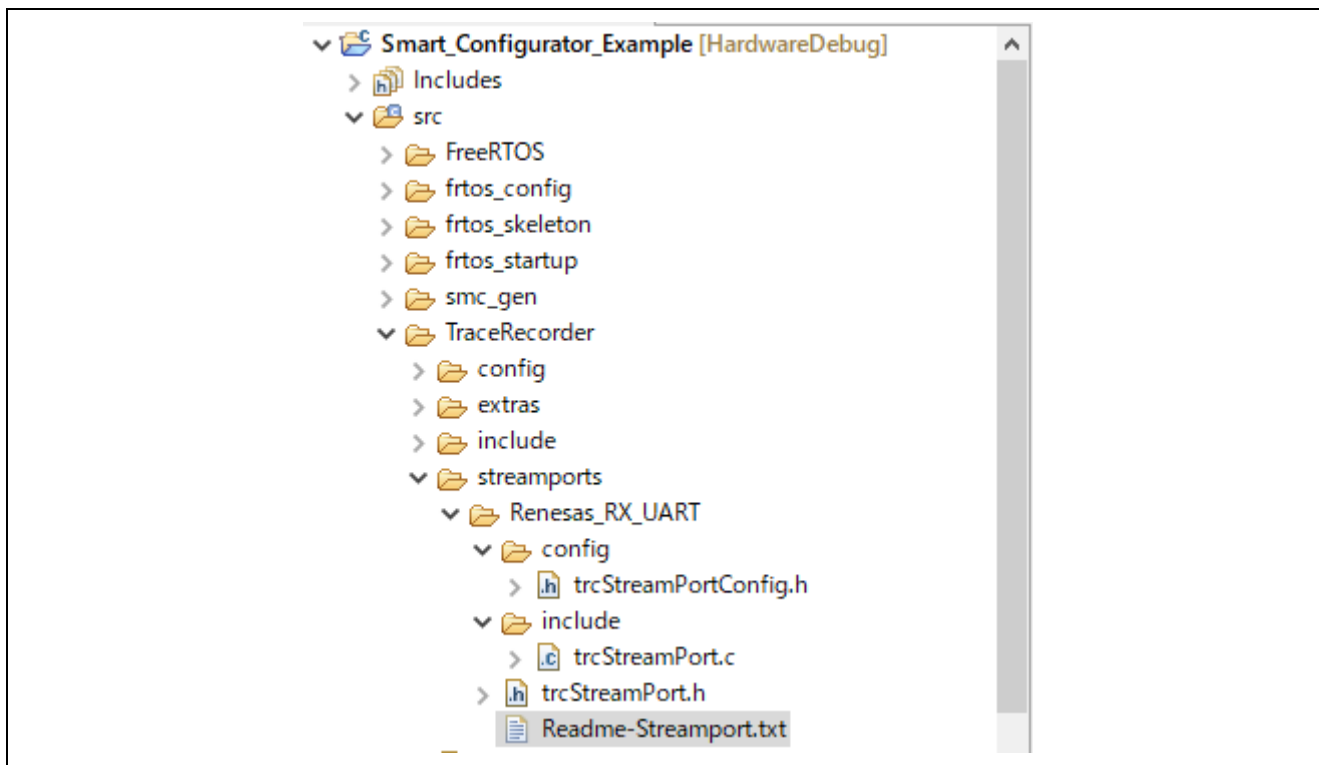 Smart_Configurator_Example [HardwareDebug]
Includes
src
FreeRTOS
frtos_config
frtos_skeleton
frtos_startup
smc_gen
TraceRecorder
config
extras
include
streamports
Renesas_RX_UART
config
trcStreamPortConfig.h
include
trcStreamPort.c
trcStreamPort.h
Readme-Streamport.txt